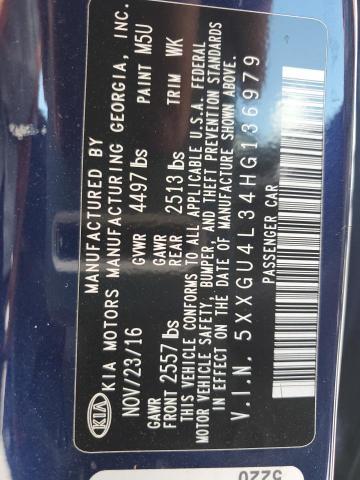 KIA
MANUFACTURED BY
KIA MOTORS MANUFACTURING GEORGIA, INC.
NOV/23/16 GVWR 4497 lbs PAINT M5U
GAWR FRONT 2557 lbs GAWR REAR 2513 lbs TRIM WK
THIS VEHICLE CONFORMS TO ALL APPLICABLE U.S.A. FEDERAL
MOTOR VEHICLE SAFETY, BUMPER, AND THEFT PREVENTION STANDARDS
IN EFFECT ON THE DATE OF MANUFACTURE SHOWN ABOVE.
V.I.N. 5XXGU4L34HG136979
PASSENGER CAR
5220